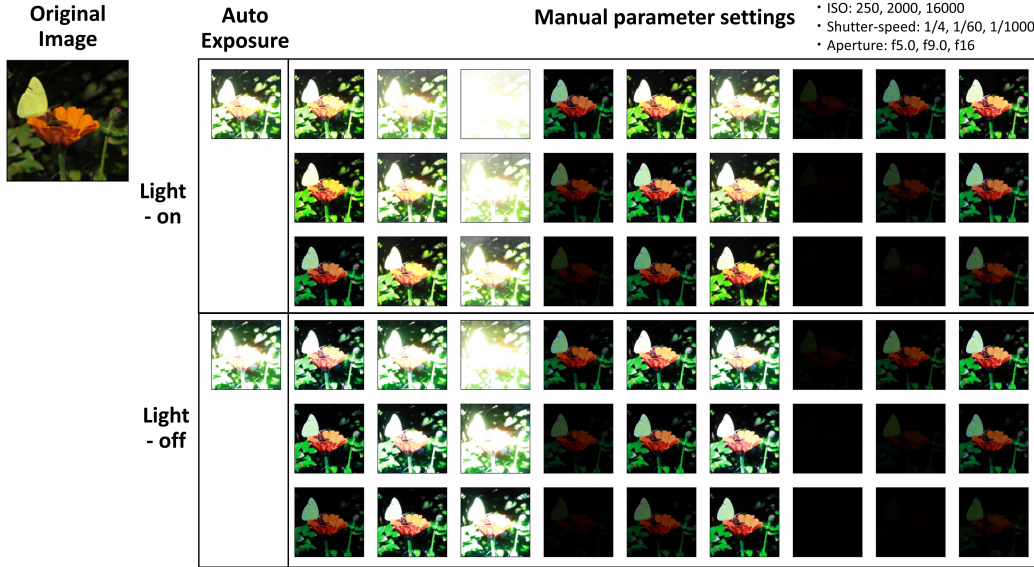 Original
Image
Auto
Exposure
Manual parameter settings
・ISO: 250, 2000, 16000
・Shutter-speed: 1/4, 1/60, 1/1000
・Aperture: f5.0, f9.0, f16
Light
- on
Light
- off